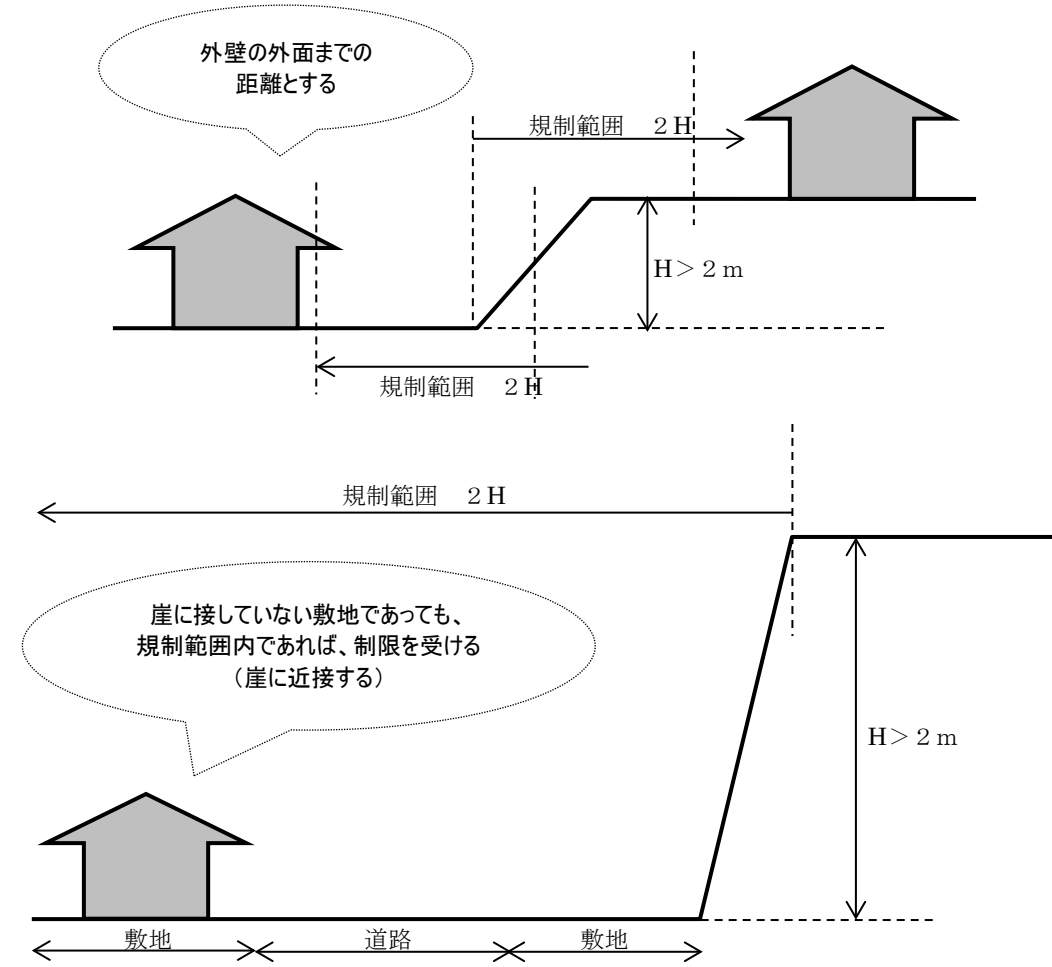 外壁の外面までの
距離とする
規制範囲　２H
H＞２ｍ
規制範囲　２H
規制範囲　２H
崖に接していない敷地であっても、
規制範囲内であれば、制限を受ける
（崖に近接する）
H＞２ｍ
敷地　道路　敷地